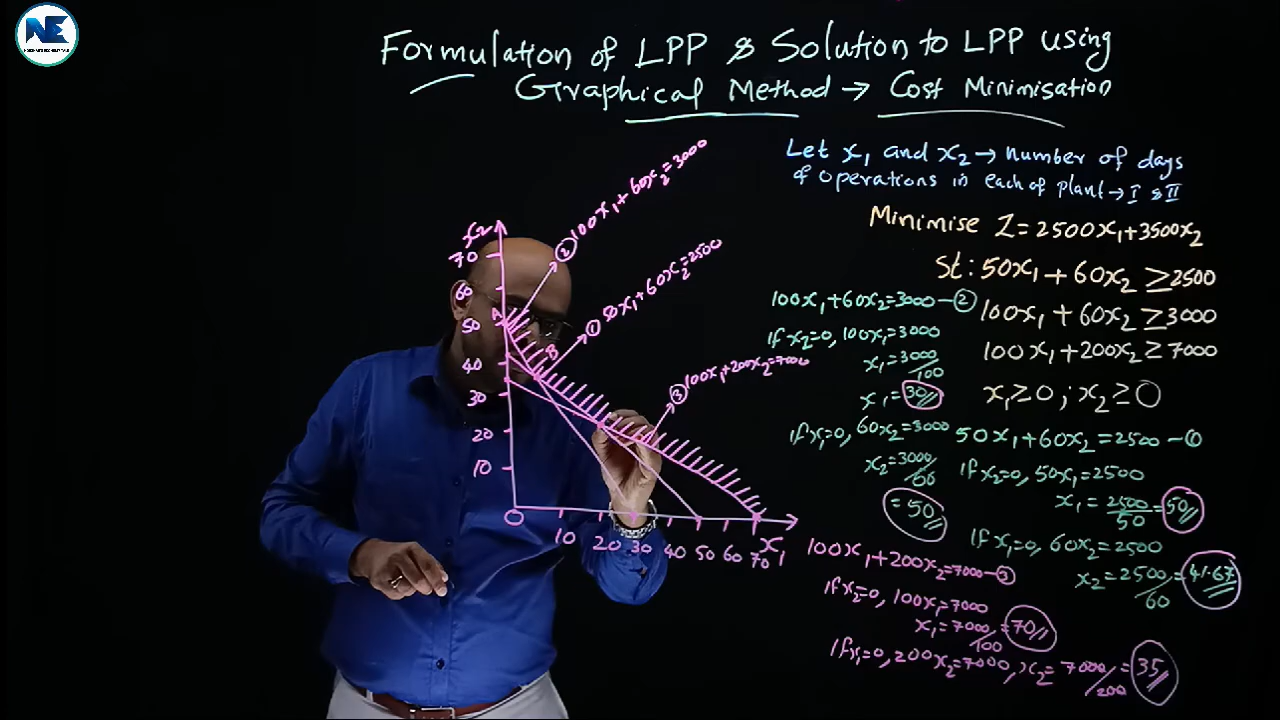 NE
Formulation of LPP & Solution to LPP using
Graphical Method → Cost Minimisation
Let x₁ and x₂ → number of days
of operations in each of plant → I & II
Minimise Z = 2500x₁ + 3500x₂
St: 50x₁ + 60x₂ ≥ 2500
100x₁ + 60x₂ ≥ 3000
100x₁ + 200x₂ ≥ 7000
x₁ ≥ 0 ; x₂ ≥ 0
50x₁ + 60x₂ = 2500 — ①
If x₂=0, 50x₁ = 2500
x₁ = 2500/50 = 50
If x₁=0, 60x₂ = 2500
x₂ = 2500/60 = 41.67
100x₁ + 60x₂ = 3000 — ②
If x₂=0, 100x₁ = 3000
x₁ = 3000/100
x₁ = 30
If x₁=0, 60x₂ = 3000
x₂ = 3000/60
= 50
100x₁ + 200x₂ = 7000 — ③
If x₂=0, 100x₁ = 7000
x₁ = 7000/100 = 70
If x₁=0, 200x₂ = 7000, x₂ = 7000/200 = 35
② 100x₁ + 60x₂ = 3000
① 50x₁ + 60x₂ = 2500
③ 100x₁ + 200x₂ = 7000
x₂
70
60
A
50
B
40
30
20
10
O
10 20 30 40 50 60 70 x₁